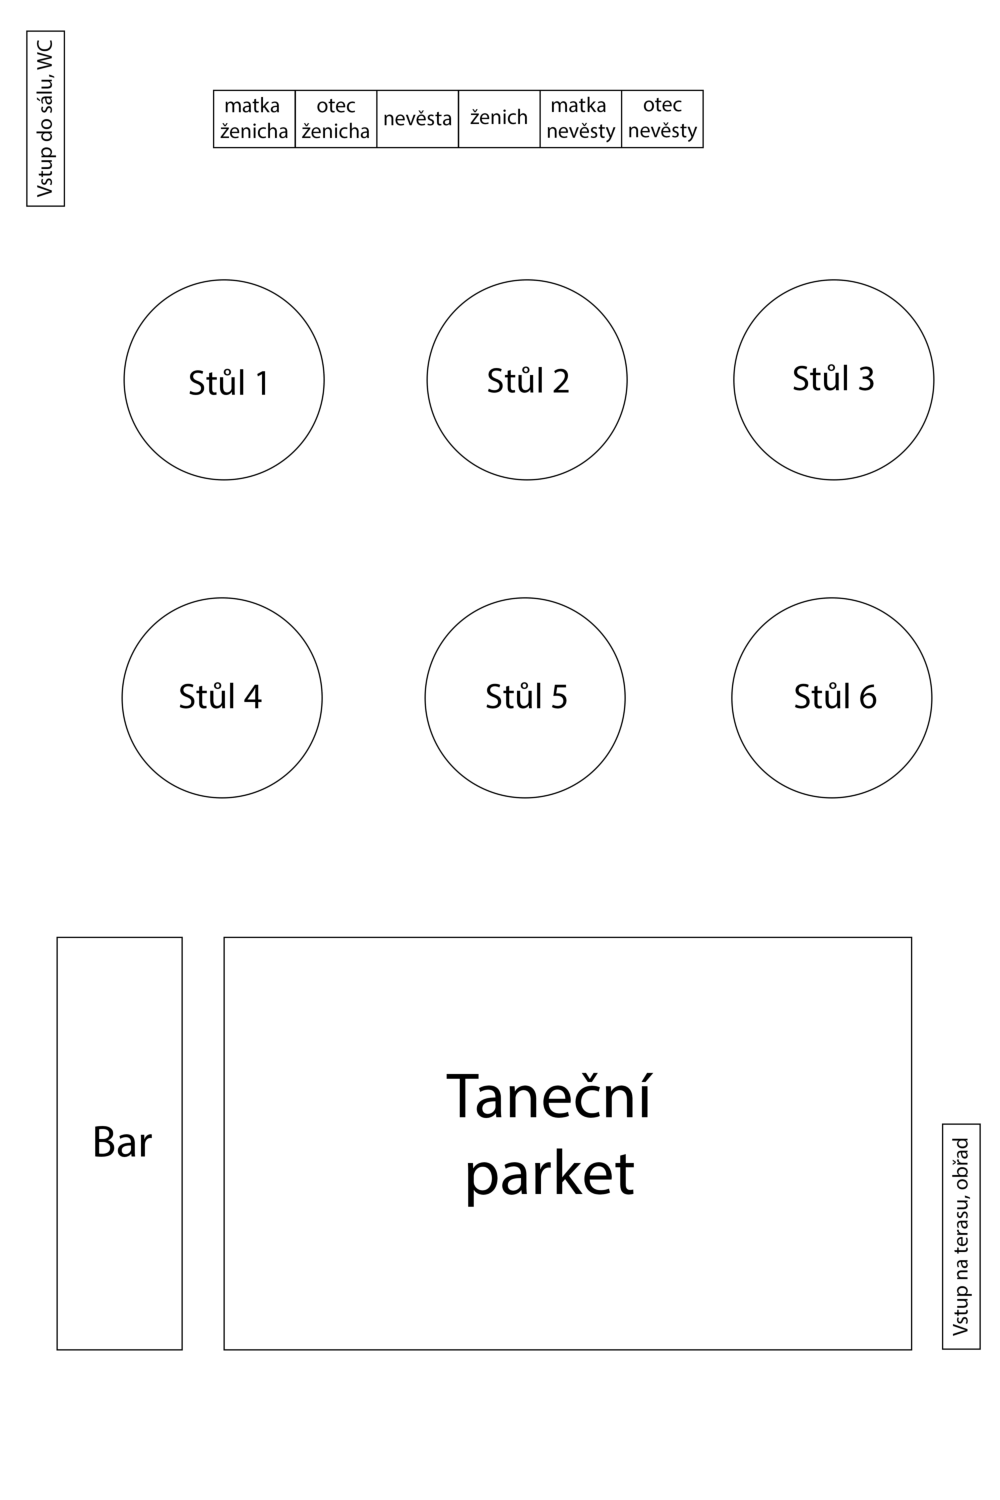 Vstup do sálu, WC
matka
ženicha
otec
ženicha
nevěsta
ženich
matka
nevěsty
otec
nevěsty
Stůl 1
Stůl 2
Stůl 3
Stůl 4
Stůl 5
Stůl 6
Bar
Taneční
parket
Vstup na terasu, obřad